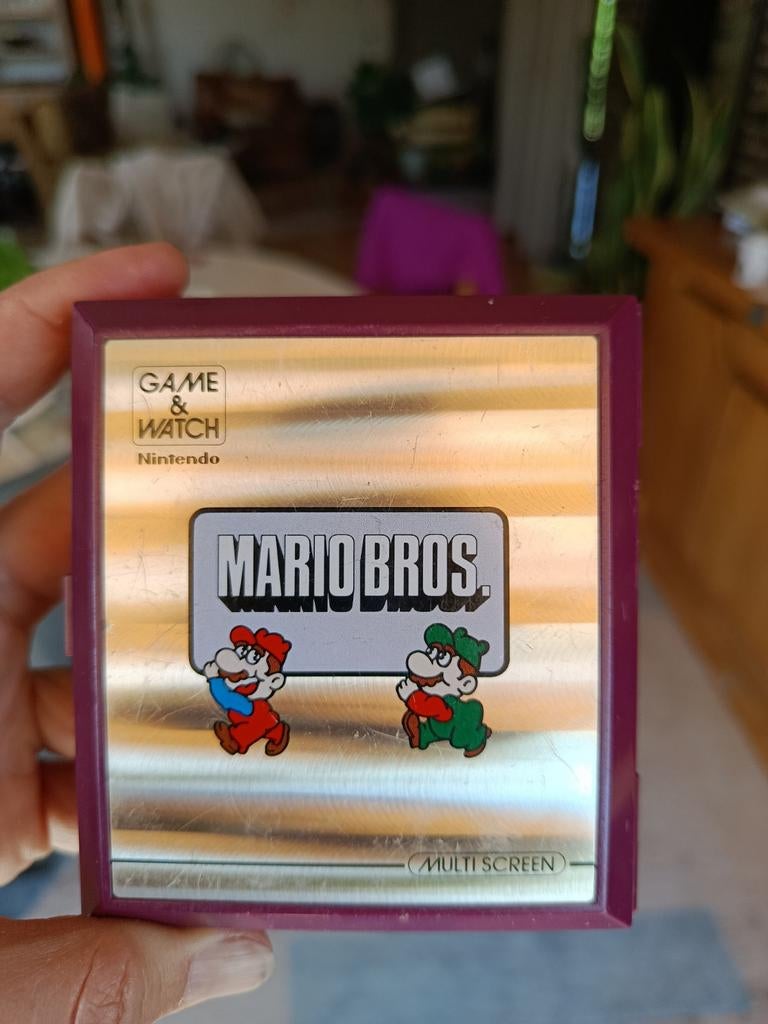 GAME
&
WATCH
Nintendo
MARIO BROS.
MULTI SCREEN